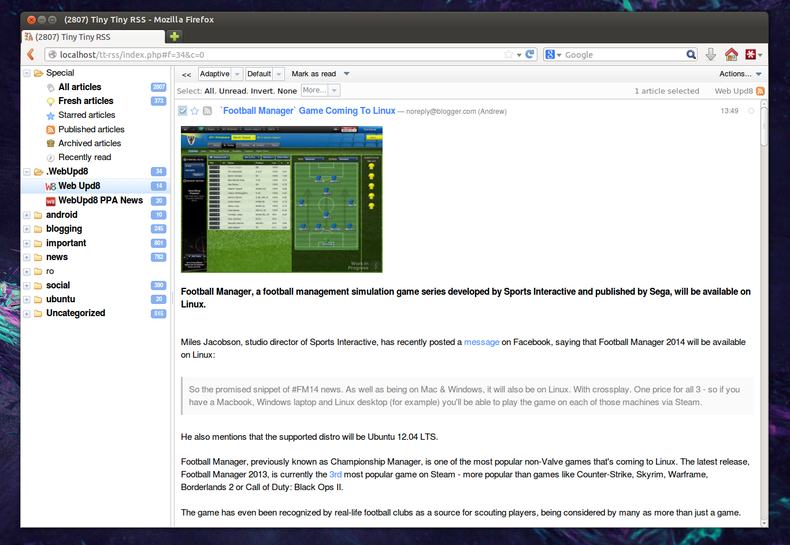 (2807) Tiny Tiny RSS - Mozilla Firefox
(2807) Tiny Tiny RSS
localhost/tt-rss/index.php#f=34&c=0
Google
Special
All articles 2807
Fresh articles 373
Starred articles
Published articles
Archived articles
Recently read
.WebUpd8 34
Web Upd8 14
WebUpd8 PPA News 20
android 10
blogging 245
important 801
news 782
ro
social 390
ubuntu 20
Uncategorized 515
<< Adaptive Default Mark as read Actions...
Select: All, Unread, Invert, None More... 1 article selected Web Upd8
`Football Manager` Game Coming To Linux — noreply@blogger.com (Andrew) 13:49
Work in
Progress
Football Manager, a football management simulation game series developed by Sports Interactive and published by Sega, will be available on
Linux.
Miles Jacobson, studio director of Sports Interactive, has recently posted a message on Facebook, saying that Football Manager 2014 will be available
on Linux:
So the promised snippet of #FM14 news. As well as being on Mac & Windows, it will also be on Linux. With crossplay. One price for all 3 - so if you
have a Macbook, Windows laptop and Linux desktop (for example) you'll be able to play the game on each of those machines via Steam.
He also mentions that the supported distro will be Ubuntu 12.04 LTS.
Football Manager, previously known as Championship Manager, is one of the most popular non-Valve games that's coming to Linux. The latest release,
Football Manager 2013, is currently the 3rd most popular game on Steam - more popular than games like Counter-Strike, Skyrim, Warframe,
Borderlands 2 or Call of Duty: Black Ops II.
The game has even been recognized by real-life football clubs as a source for scouting players, being considered by many as more than just a game.